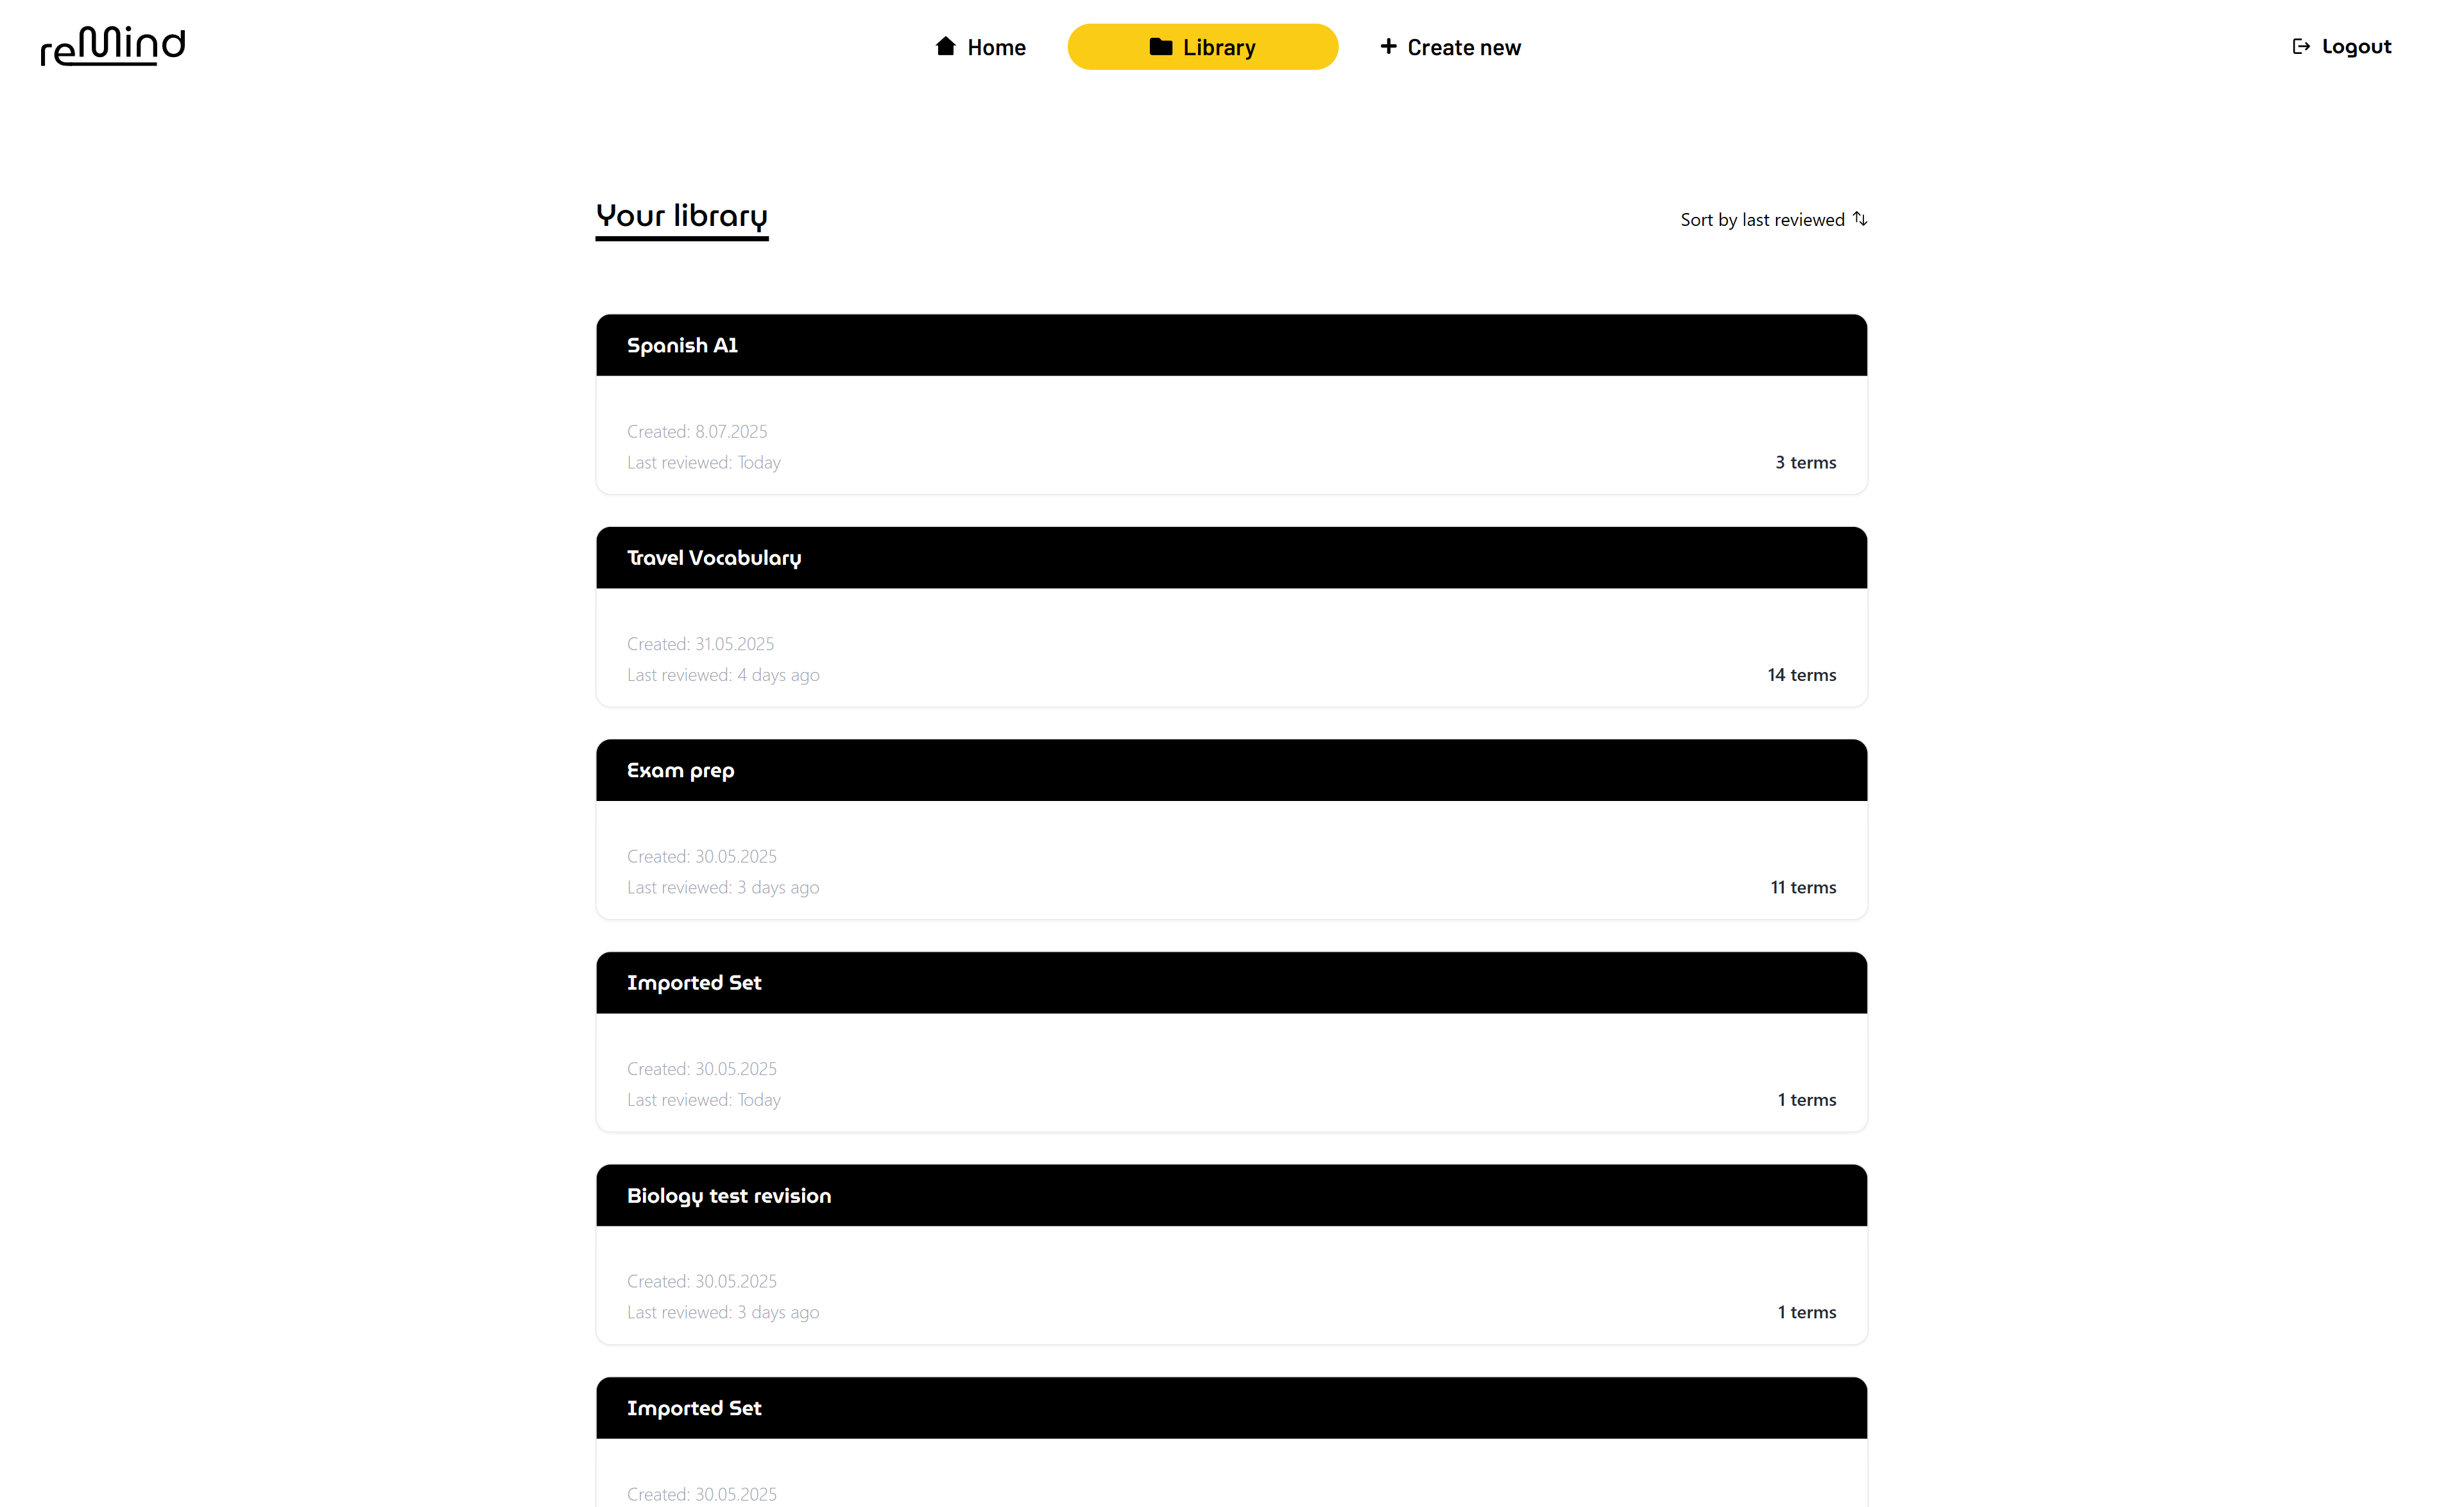 reMind
Home
Library
Create new
Logout
Your library
Sort by last reviewed
Spanish A1
Created: 8.07.2025
Last reviewed: Today
3 terms
Travel Vocabulary
Created: 31.05.2025
Last reviewed: 4 days ago
14 terms
Exam prep
Created: 30.05.2025
Last reviewed: 3 days ago
11 terms
Imported Set
Created: 30.05.2025
Last reviewed: Today
1 terms
Biology test revision
Created: 30.05.2025
Last reviewed: 3 days ago
1 terms
Imported Set
Created: 30.05.2025